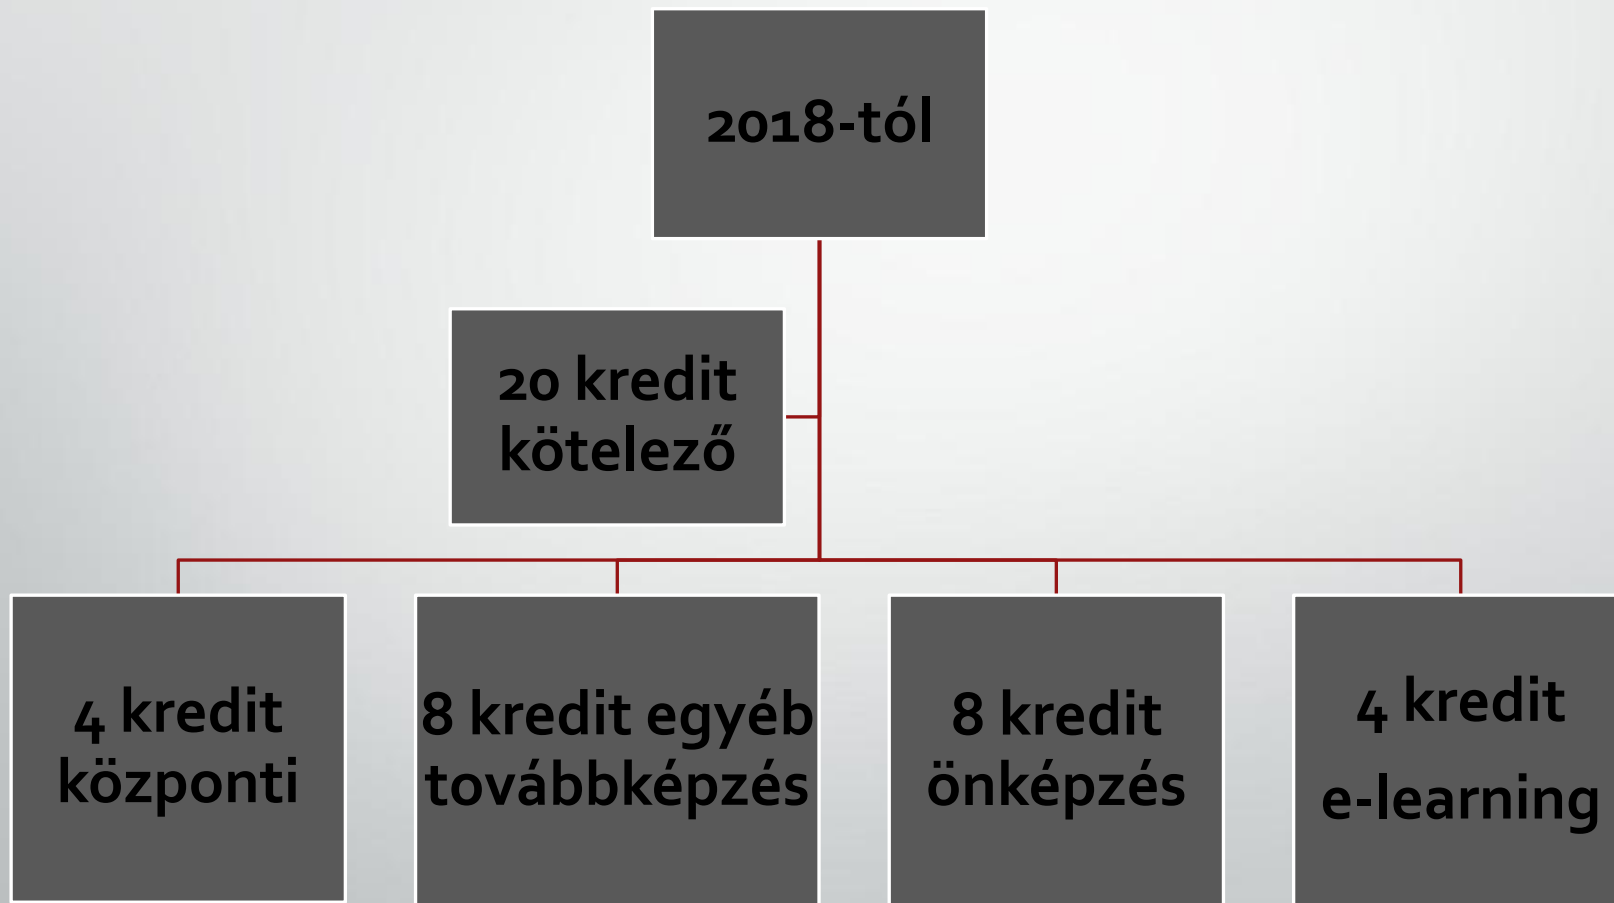 2018-tól
20 kredit
kötelező
4 kredit
központi
8 kredit egyéb
továbbképzés
8 kredit
önképzés
4 kredit
e-learning